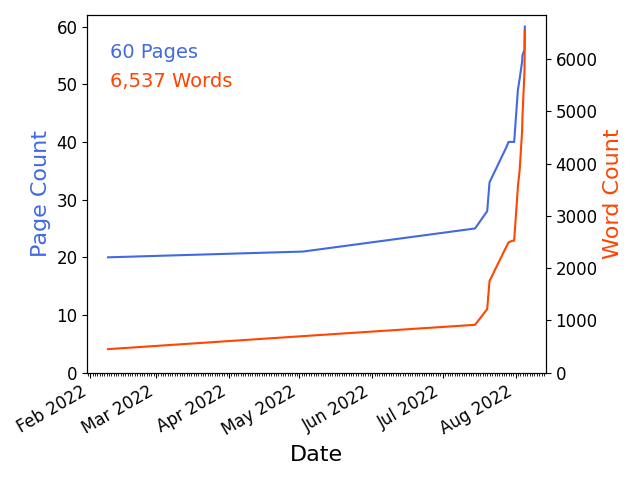 60 Pages
6,537 Words
Page Count
60
50
40
30
20
10
0
Word Count
6000
5000
4000
3000
2000
1000
0
Feb 2022
Mar 2022
Apr 2022
May 2022
Jun 2022
Jul 2022
Aug 2022
Date